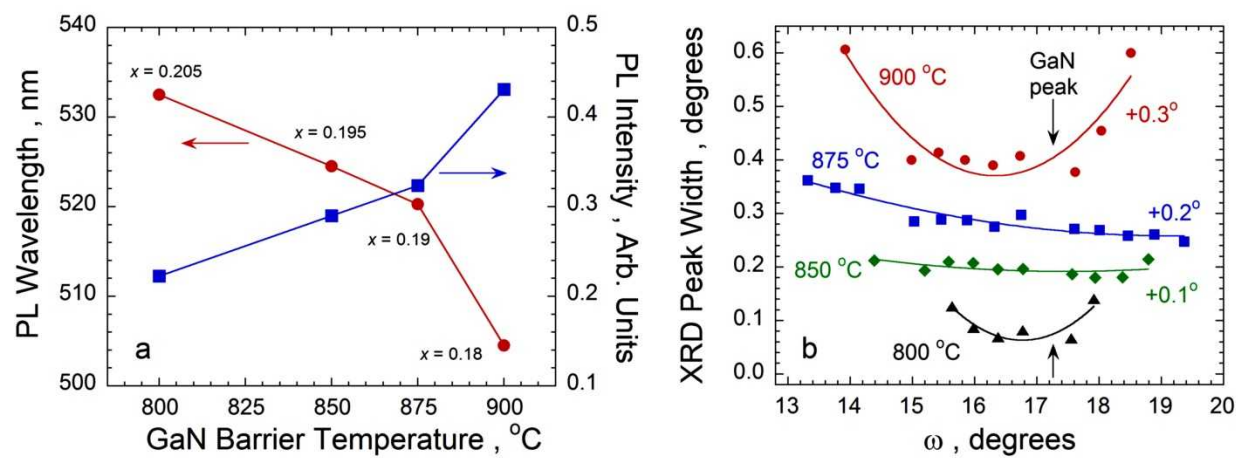 540
530
520
510
500
PL Wavelength , nm
0.5
0.4
0.3
0.2
0.1
PL Intensity , Arb. Units
x = 0.205
x = 0.195
x = 0.19
x = 0.18
a
800 825 850 875 900
GaN Barrier Temperature , °C
0.6
0.5
0.4
0.3
0.2
0.1
0.0
XRD Peak Width , degrees
900 °C
GaN
peak
+0.3°
875 °C
+0.2°
850 °C
+0.1°
800 °C
b
13 14 15 16 17 18 19 20
ω , degrees